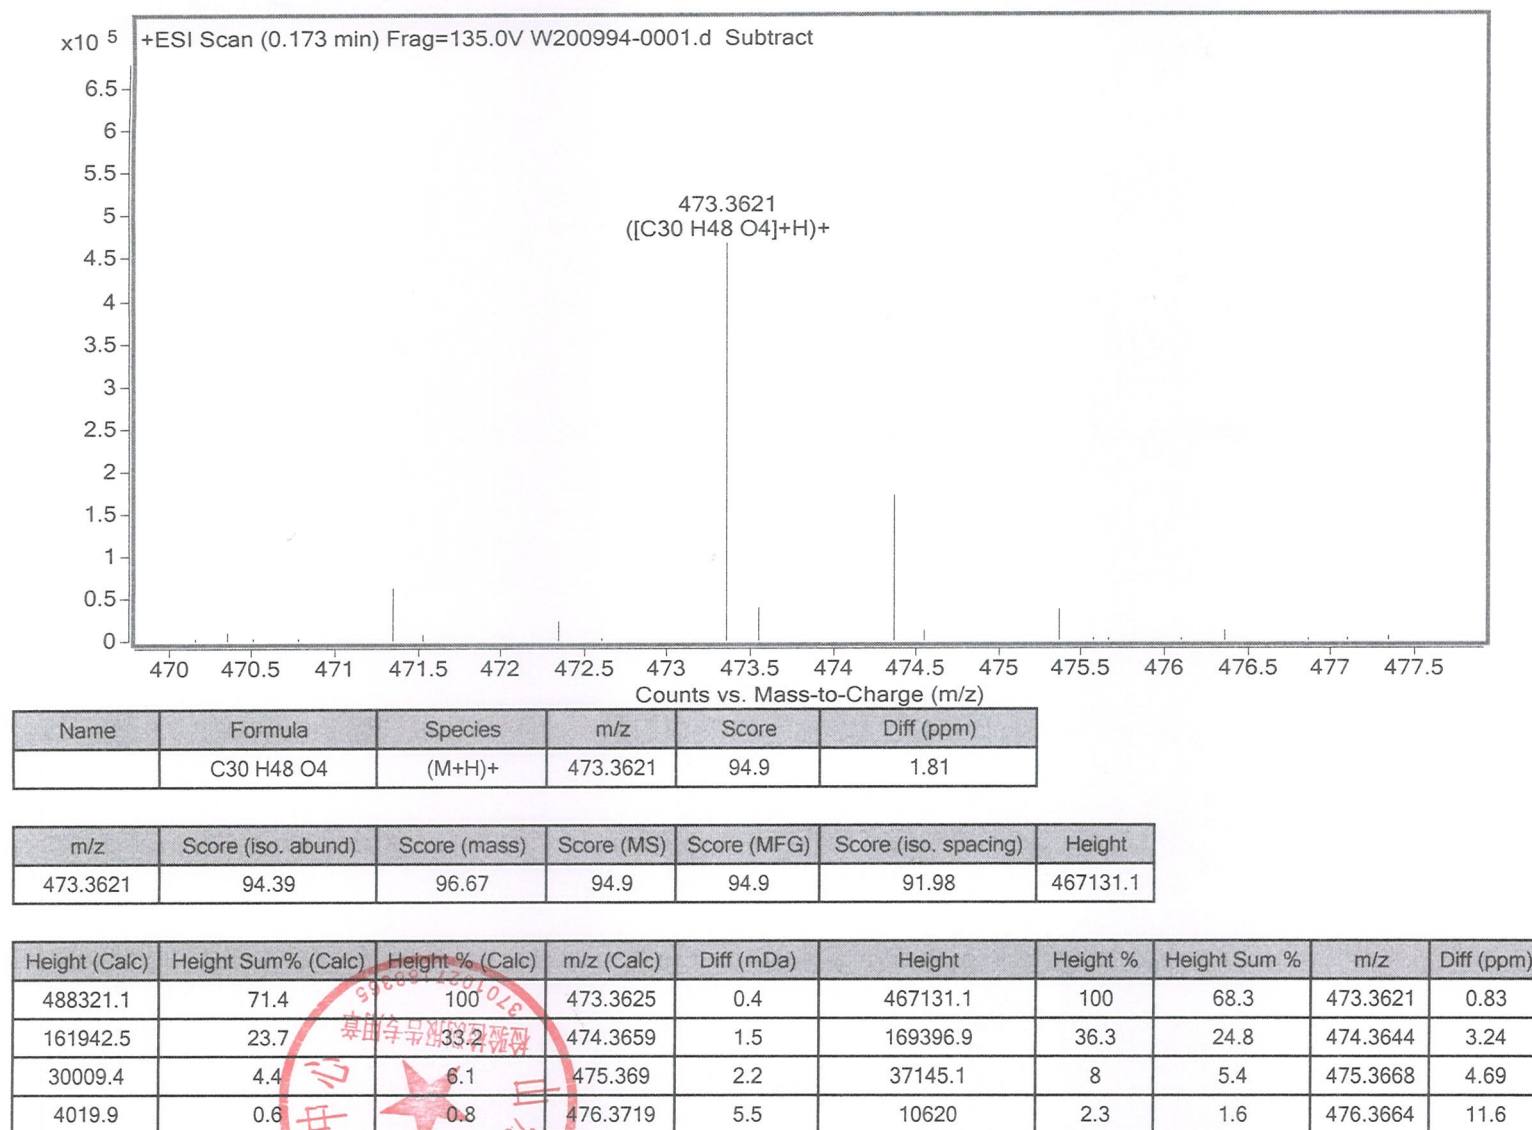 x10 5
+ESI Scan (0.173 min) Frag=135.0V W200994-0001.d Subtract
6.5
6
5.5
5
4.5
4
3.5
3
2.5
2
1.5
1
0.5
0
473.3621
([C30 H48 O4]+H)+
470 470.5 471 471.5 472 472.5 473 473.5 474 474.5 475 475.5 476 476.5 477 477.5
Counts vs. Mass-to-Charge (m/z)
Name Formula Species m/z Score Diff (ppm)
C30 H48 O4 (M+H)+ 473.3621 94.9 1.81
m/z Score (iso. abund) Score (mass) Score (MS) Score (MFG) Score (iso. spacing) Height
473.3621 94.39 96.67 94.9 94.9 91.98 467131.1
Height (Calc) Height Sum% (Calc) Height % (Calc) m/z (Calc) Diff (mDa) Height Height % Height Sum % m/z Diff (ppm)
488321.1 71.4 100 473.3625 0.4 467131.1 100 68.3 473.3621 0.83
161942.5 23.7 33.2 474.3659 1.5 169396.9 36.3 24.8 474.3644 3.24
30009.4 4.4 6.1 475.369 2.2 37145.1 8 5.4 475.3668 4.69
4019.9 0.6 0.8 476.3719 5.5 10620 2.3 1.6 476.3664 11.6
中心